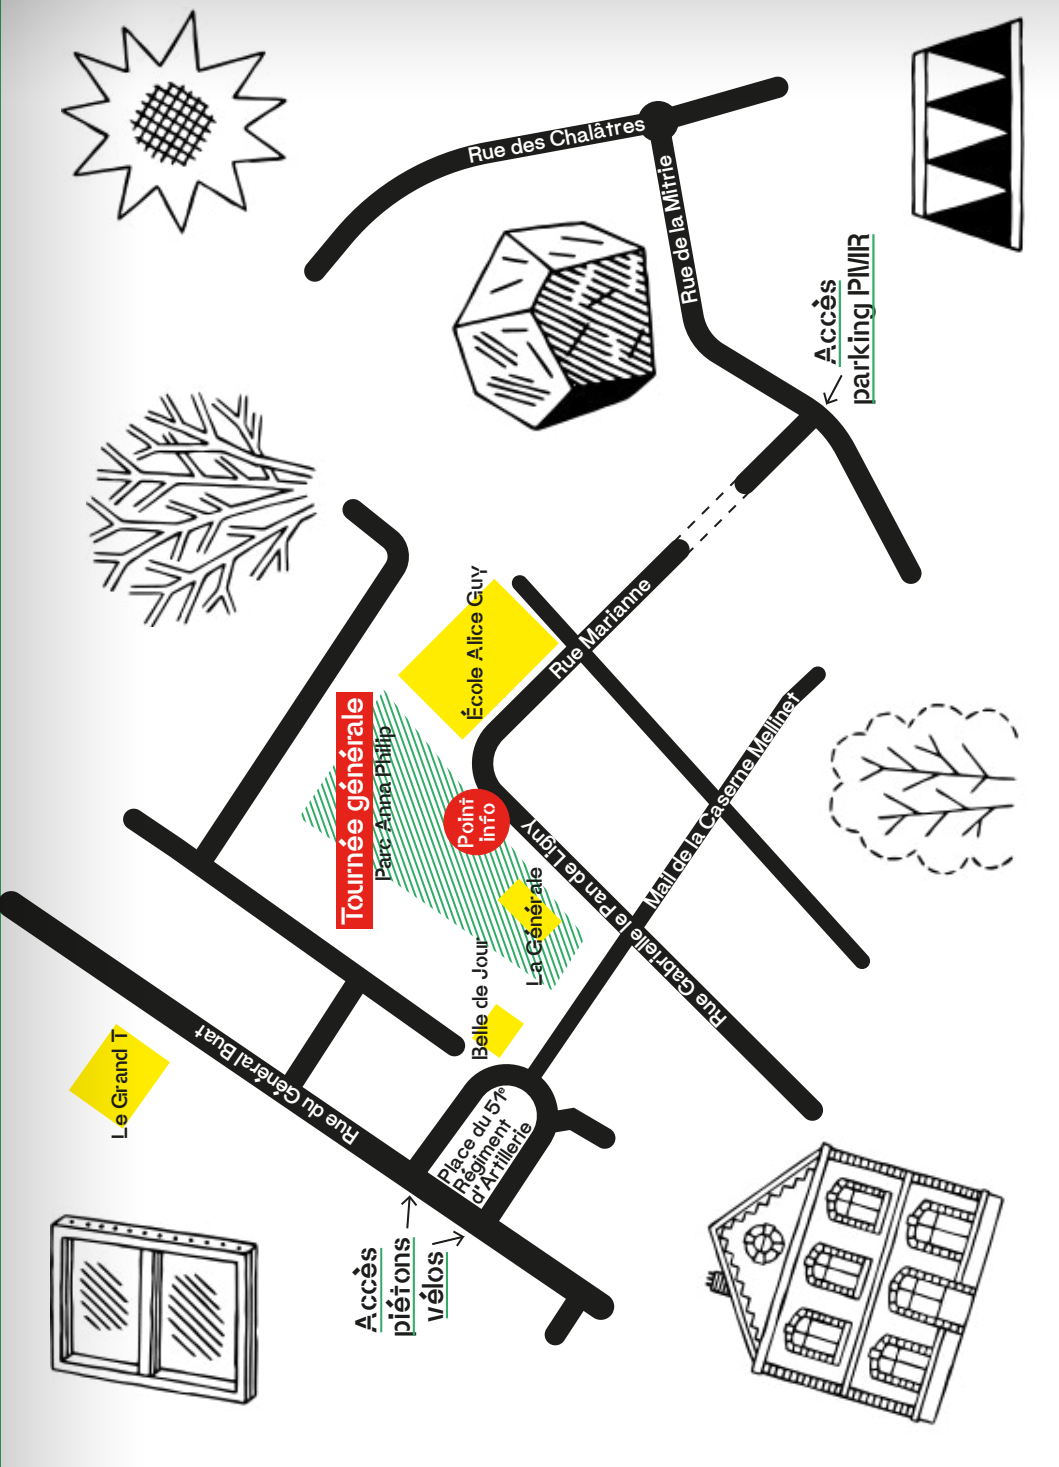 Rue des Chalâtres
Rue de la Mitrie
Accès
parking PMR
École Alice Guy
Rue Marianne
Tournée générale
Parc Anna Philip
Point
info
Mail de la Caserne Mellinet
La Générale
Rue Gabrielle le Pan de Ligny
Belle de Jour
Le Grand T
Rue du Général Buat
Place du 51e
Régiment
d'Artillerie
Accès
piétons
vélos